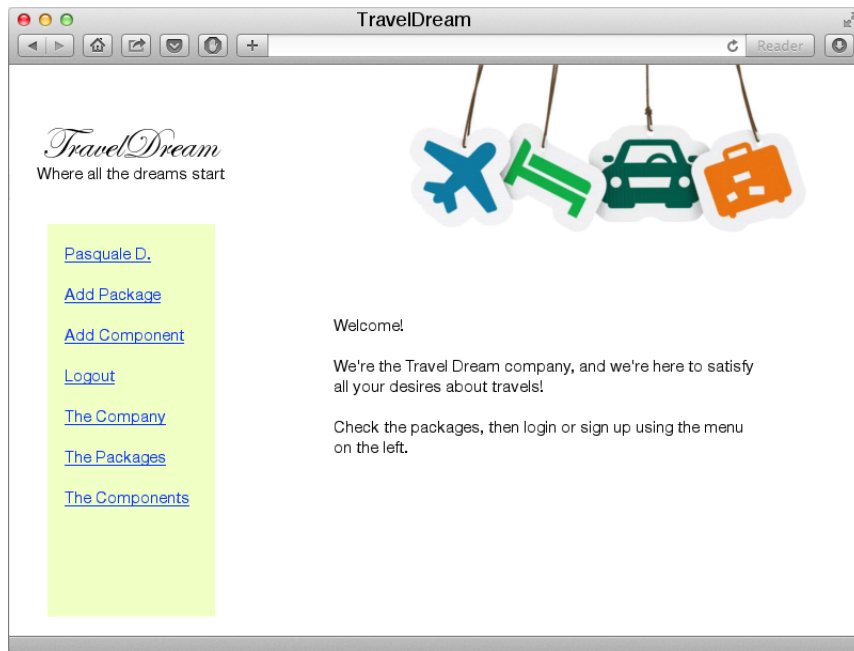 TravelDream
Reader
TravelDream
Where all the dreams start
Pasquale D.
Add Package
Add Component
Logout
The Company
The Packages
The Components
Welcome!
We're the Travel Dream company, and we're here to satisfy
all your desires about travels!
Check the packages, then login or sign up using the menu
on the left.